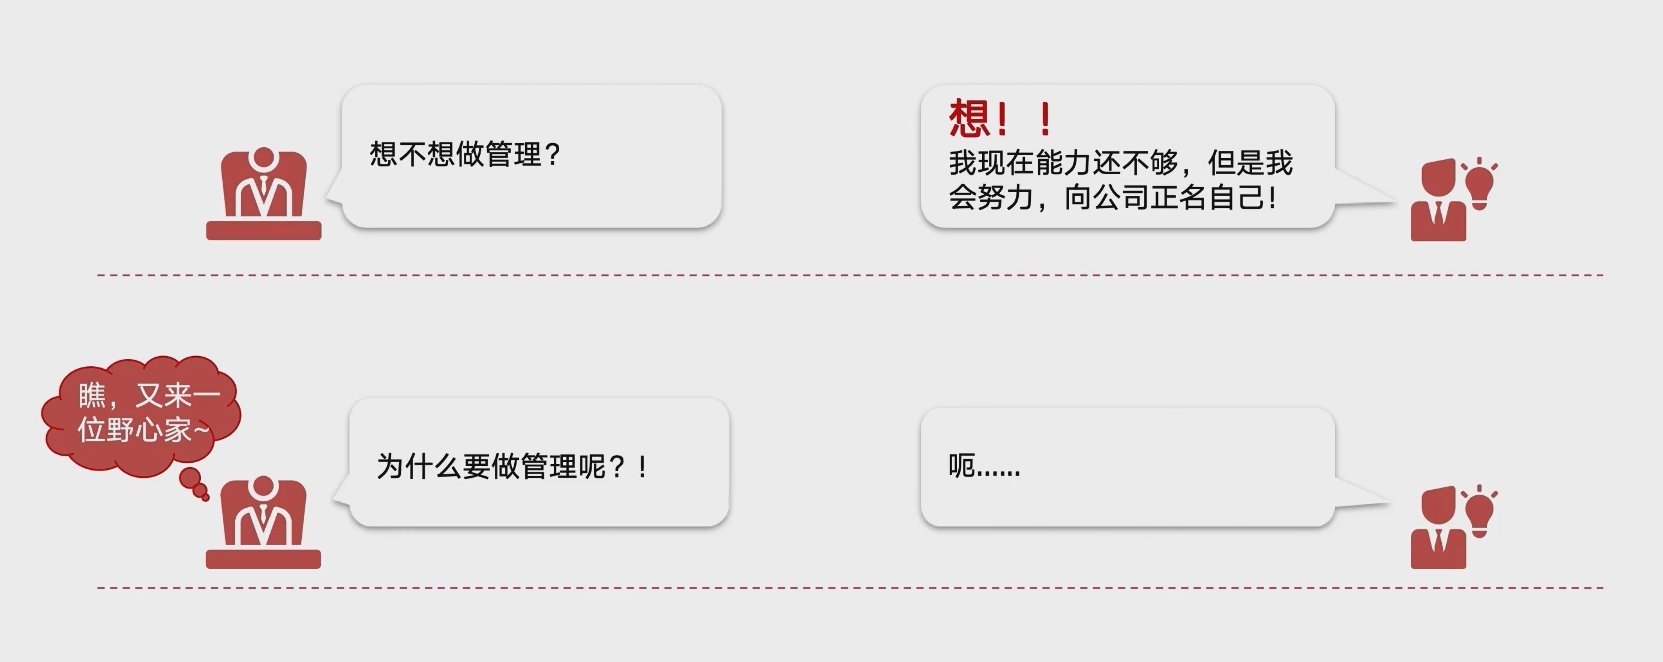 想不想做管理？
想！！
我现在能力还不够，但是我
会努力，向公司正名自己！
瞧，又来一
位野心家~
为什么要做管理呢？！
呃......